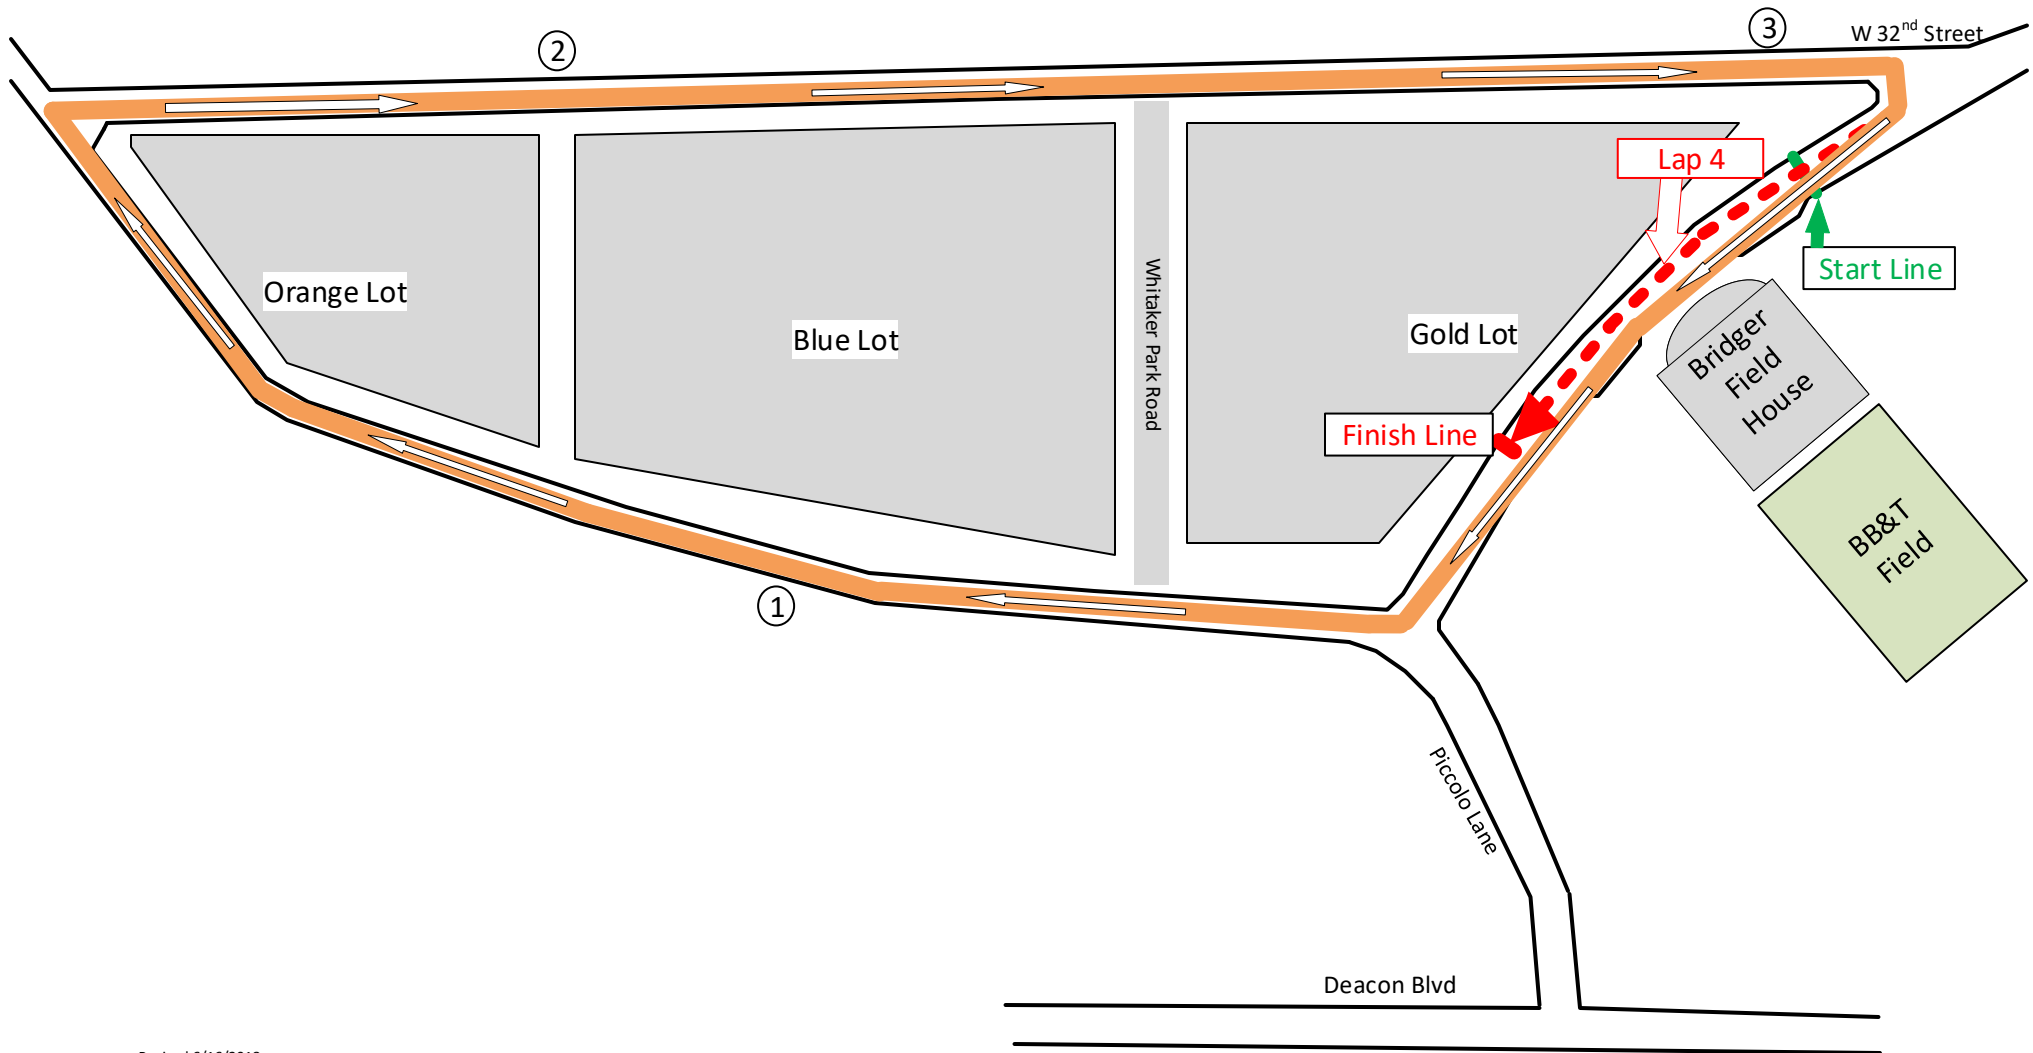 2
3
W 32nd Street
Lap 4
Start Line
Orange Lot
Blue Lot
Whitaker Park Road
Gold Lot
Bridger
Field
House
Finish Line
BB&T
Field
1
Piccolo Lane
Deacon Blvd